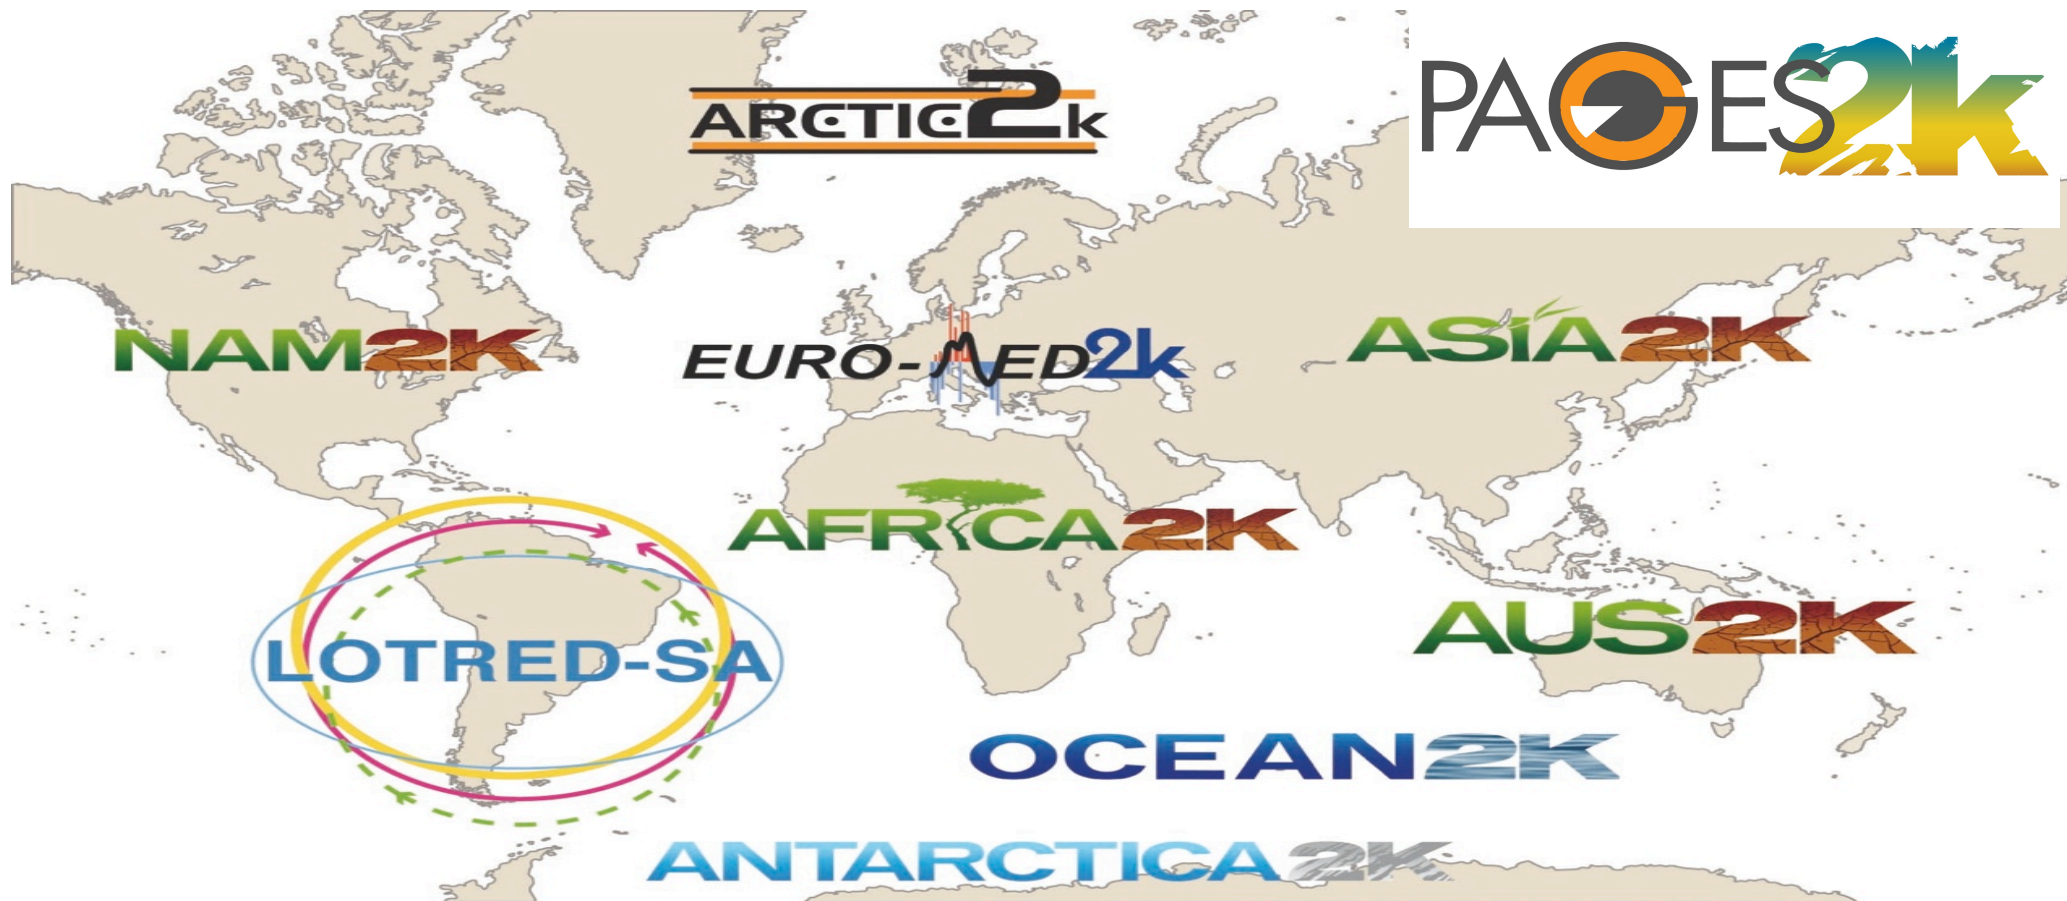 PAGES2k
ARCTIC2k
NAM2K
EURO-MED2k
ASIA2K
AFRICA2K
LOTRED-SA
AUS2K
OCEAN2K
ANTARCTICA2K